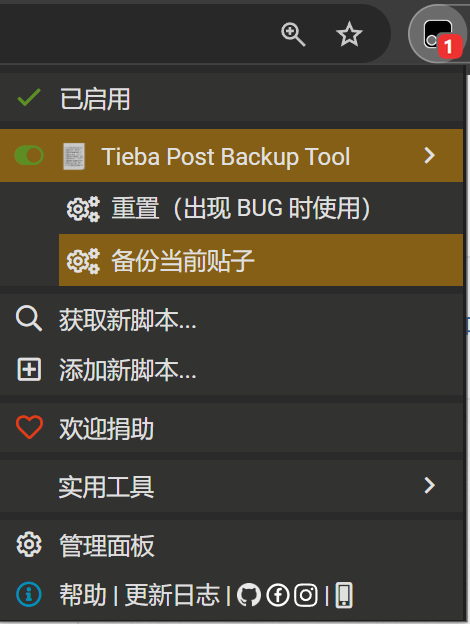 1
已启用
Tieba Post Backup Tool
重置（出现 BUG 时使用）
备份当前贴子
获取新脚本...
添加新脚本...
欢迎捐助
实用工具
管理面板
帮助 | 更新日志 | |